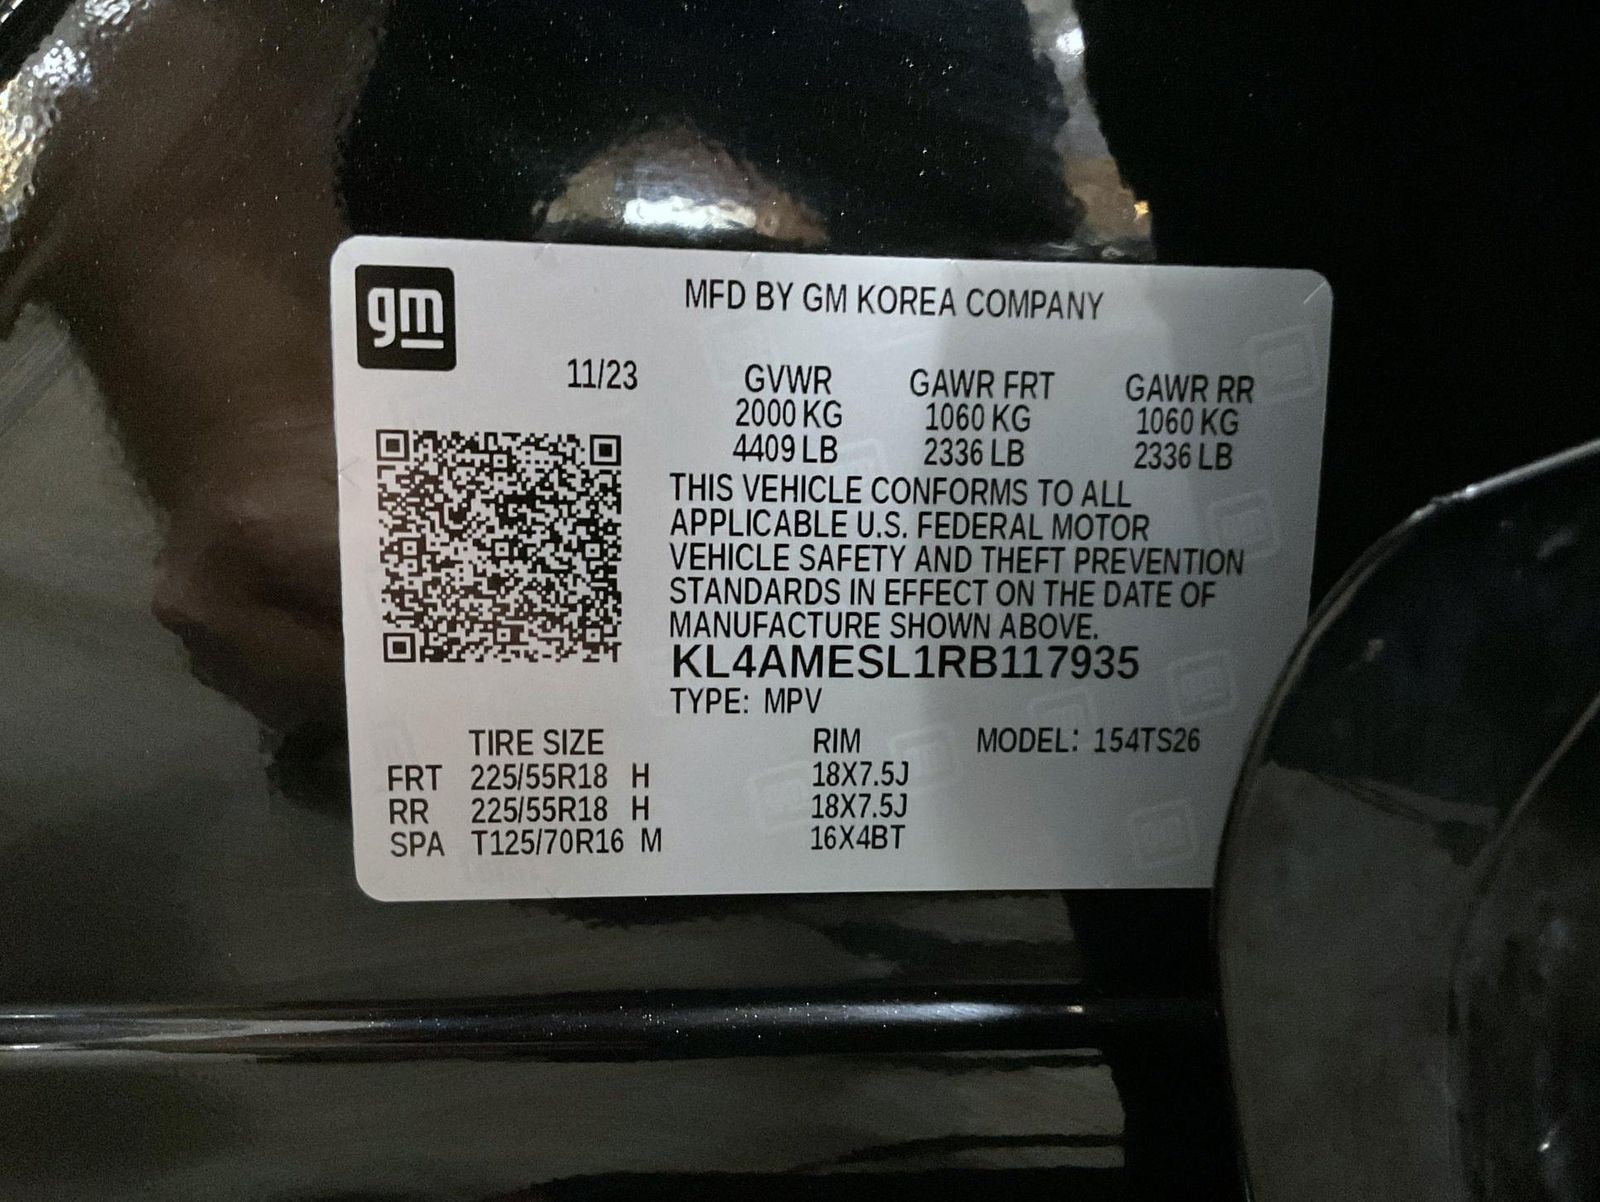 gm
MFD BY GM KOREA COMPANY
11/23 GVWR GAWR FRT GAWR RR
2000 KG 1060 KG 1060 KG
4409 LB 2336 LB 2336 LB
THIS VEHICLE CONFORMS TO ALL
APPLICABLE U.S. FEDERAL MOTOR
VEHICLE SAFETY AND THEFT PREVENTION
STANDARDS IN EFFECT ON THE DATE OF
MANUFACTURE SHOWN ABOVE.
KL4AMESL1RB117935
TYPE: MPV
TIRE SIZE RIM MODEL: 154TS26
FRT 225/55R18 H 18X7.5J
RR 225/55R18 H 18X7.5J
SPA T125/70R16 M 16X4BT